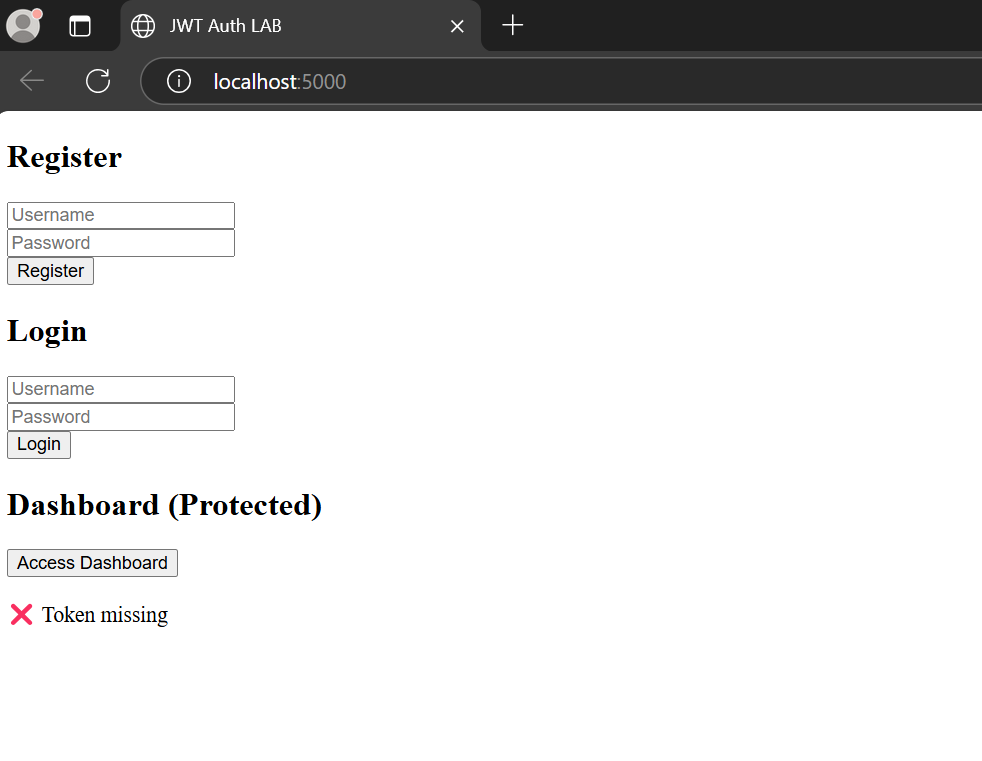 JWT Auth LAB
localhost:5000
Register
Username
Password
Register
Login
Username
Password
Login
Dashboard (Protected)
Access Dashboard
❌ Token missing